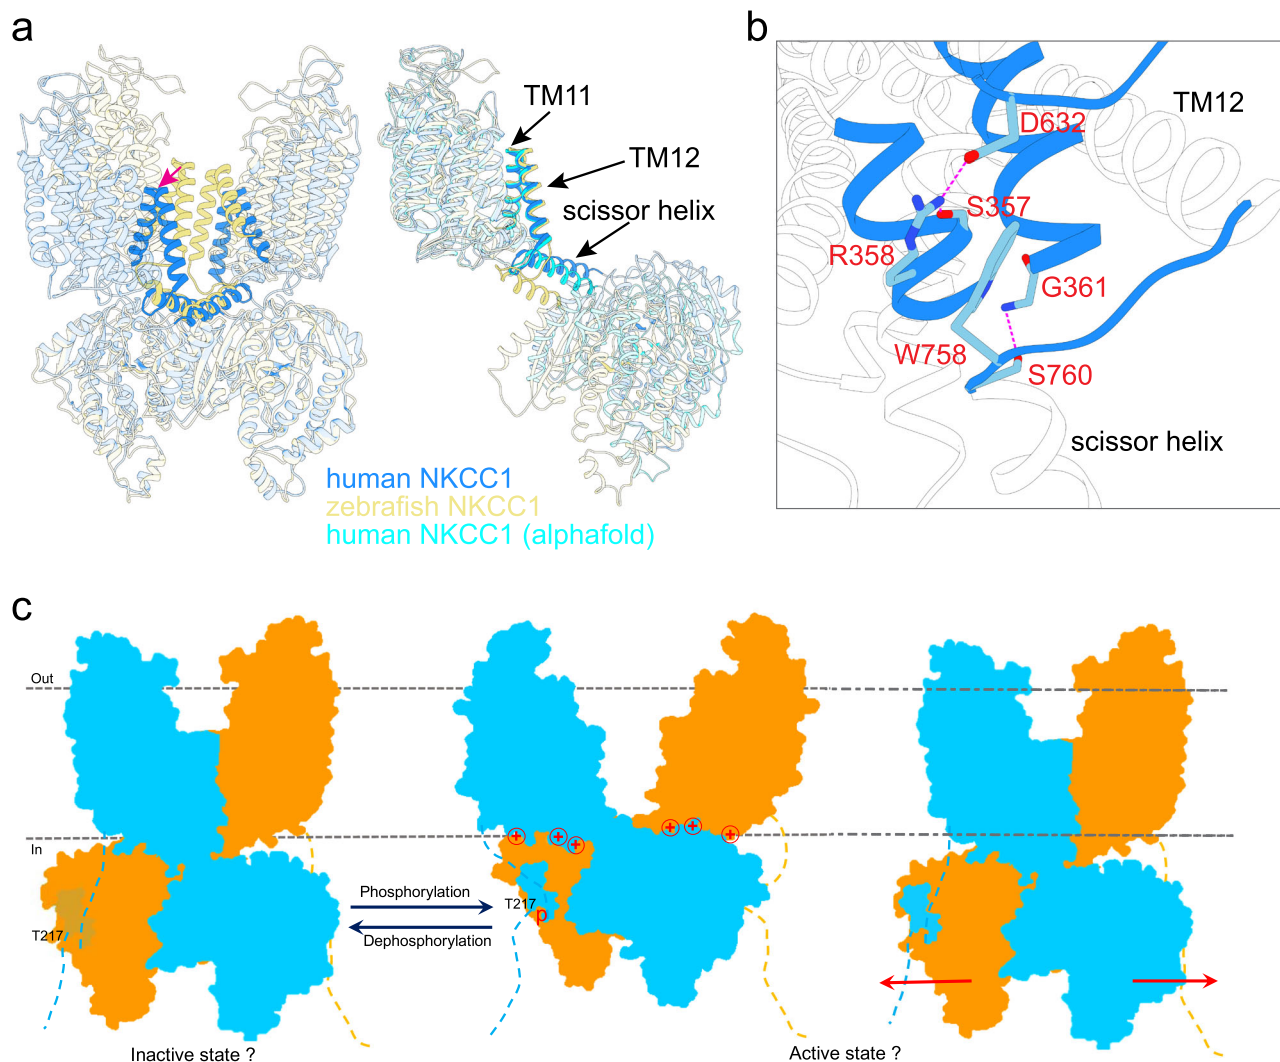 a
TM11
TM12
scissor helix
human NKCC1
zebrafish NKCC1
human NKCC1 (alphafold)
b
TM12
D632
S357
R358
G361
W758
S760
scissor helix
c
Out
In
T217
Phosphorylation
Dephosphorylation
T217
p
+
+
+
+
+
+
Inactive state ?
Active state ?